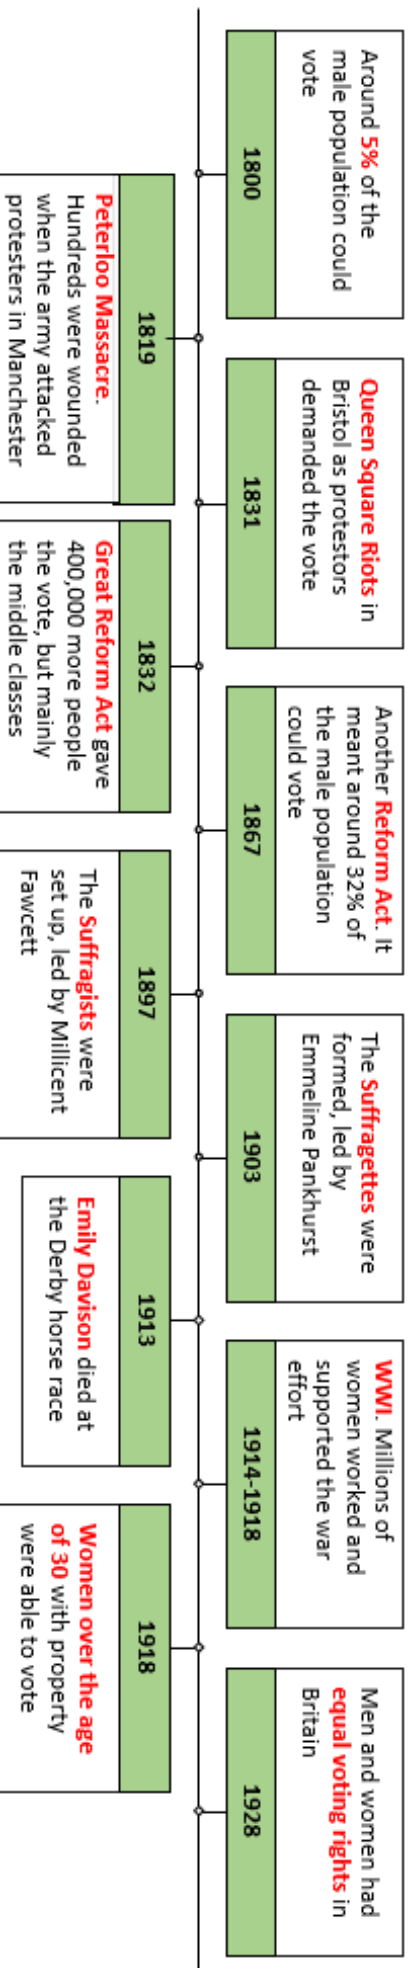 Around 5% of the
male population could
vote
1800
1819
Peterloo Massacre.
Hundreds were wounded
when the army attacked
protesters in Manchester
Queen Square Riots in
Bristol as protestors
demanded the vote
1831
1832
Great Reform Act gave
400,000 more people
the vote, but mainly
the middle classes
Another Reform Act. It
meant around 32% of
the male population
could vote
1867
1897
The Suffragists were
set up, led by Millicent
Fawcett
The Suffragettes were
formed, led by
Emmeline Pankhurst
1903
1913
Emily Davison died at
the Derby horse race
WWI. Millions of
women worked and
supported the war
effort
1914-1918
1918
Women over the age
of 30 with property
were able to vote
Men and women had
equal voting rights in
Britain
1928